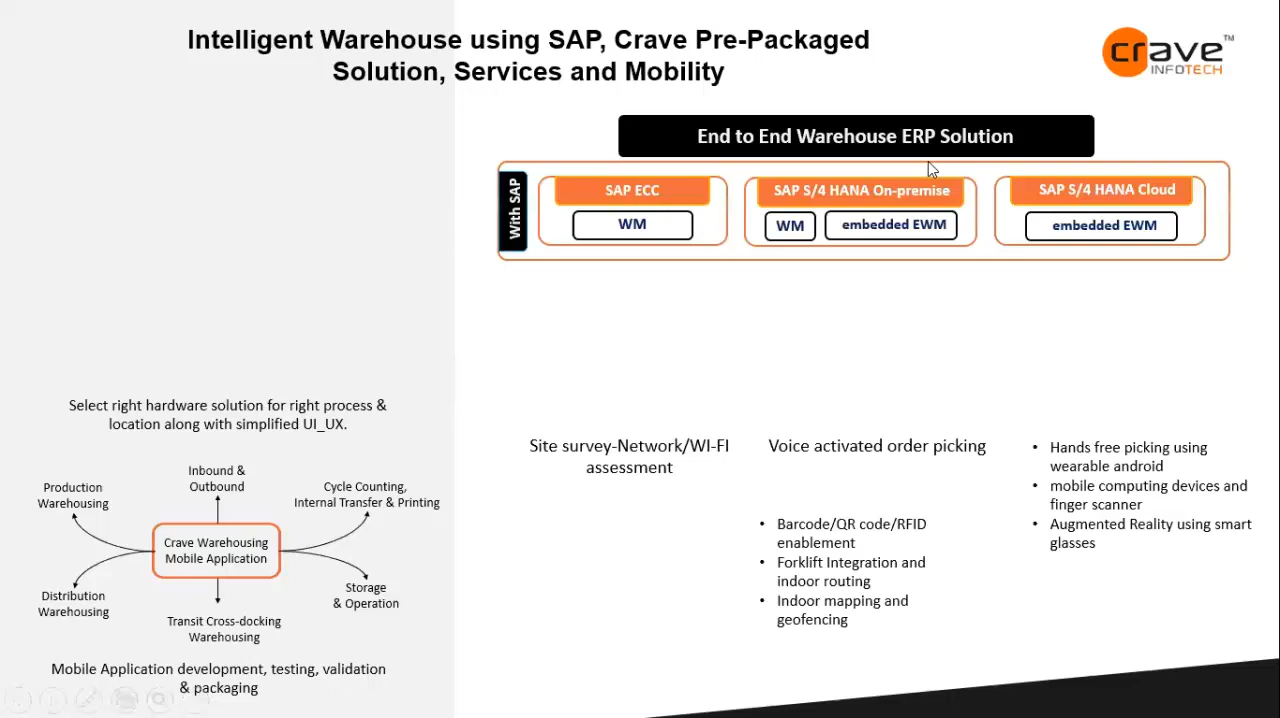 Intelligent Warehouse using SAP, Crave Pre-Packaged
Solution, Services and Mobility
crave™
INFOTECH
End to End Warehouse ERP Solution
With SAP
SAP ECC
WM
SAP S/4 HANA On-premise
WM
embedded EWM
SAP S/4 HANA Cloud
embedded EWM
Select right hardware solution for right process &
location along with simplified UI_UX.
Inbound &
Outbound
Production
Warehousing
Cycle Counting,
Internal Transfer & Printing
Crave Warehousing
Mobile Application
Distribution
Warehousing
Storage
& Operation
Transit Cross-docking
Warehousing
Mobile Application development, testing, validation
& packaging
Site survey-Network/WI-FI
assessment
Voice activated order picking
• Barcode/QR code/RFID
enablement
• Forklift Integration and
indoor routing
• Indoor mapping and
geofencing
• Hands free picking using
wearable android
• mobile computing devices and
finger scanner
• Augmented Reality using smart
glasses